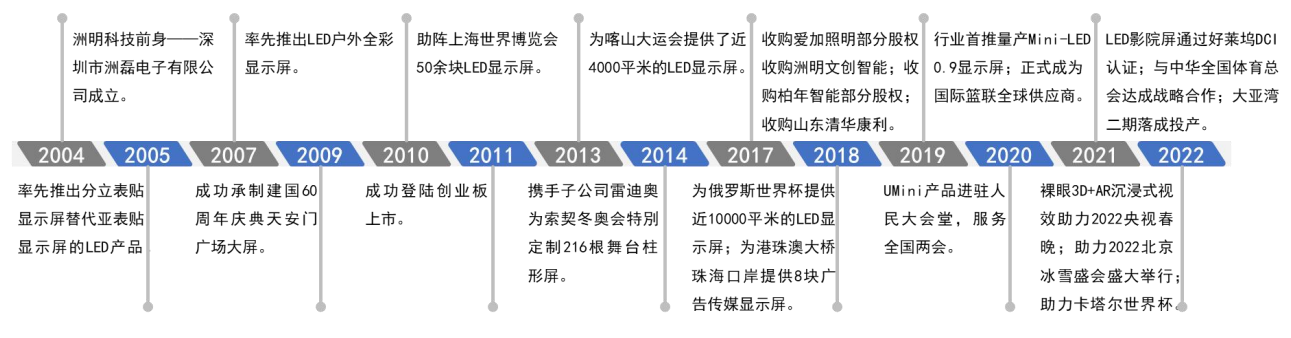 洲明科技前身——深
圳市洲磊电子有限公
司成立。
率先推出LED户外全彩
显示屏。
助阵上海世界博览会
50余块LED显示屏。
为喀山大运会提供了近
4000平米的LED显示屏。
收购爱加照明部分股权
收购洲明文创智能；收
购柏年智能部分股权；
收购山东清华康利。
行业首推量产Mini-LED
0.9显示屏；正式成为
国际篮联全球供应商。
LED影院屏通过好莱坞DCI
认证；与中华全国体育总
会达成战略合作；大亚湾
二期落成投产。
2004 2005 2007 2009 2010 2011 2013 2014 2017 2018 2019 2020 2021 2022
率先推出分立表贴
显示屏替代亚表贴
显示屏的LED产品
成功承制建国60
周年庆典天安门
广场大屏。
成功登陆创业板
上市。
携手子公司雷迪奥
为索契冬奥会特别
定制216根舞台柱
形屏。
为俄罗斯世界杯提供
近10000平米的LED显
示屏；为港珠澳大桥
珠海口岸提供8块广
告传媒显示屏。
UMini产品进驻人
民大会堂，服务
全国两会。
裸眼3D+AR沉浸式视
效助力2022央视春
晚；助力2022北京
冰雪盛会盛大举行；
助力卡塔尔世界杯。